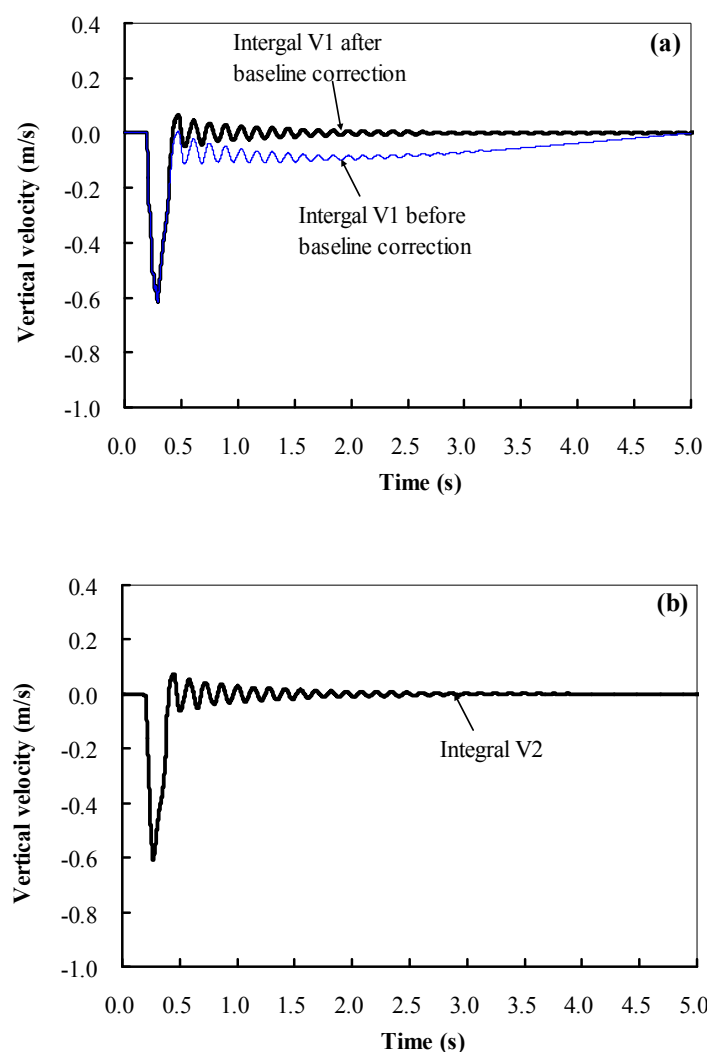 (a)
Intergal V1 after
baseline correction
Intergal V1 before
baseline correction
Vertical velocity (m/s)
0.4
0.2
0.0
-0.2
-0.4
-0.6
-0.8
-1.0
0.0 0.5 1.0 1.5 2.0 2.5 3.0 3.5 4.0 4.5 5.0
Time (s)
(b)
Integral V2
Vertical velocity (m/s)
0.4
0.2
0.0
-0.2
-0.4
-0.6
-0.8
-1.0
0.0 0.5 1.0 1.5 2.0 2.5 3.0 3.5 4.0 4.5 5.0
Time (s)